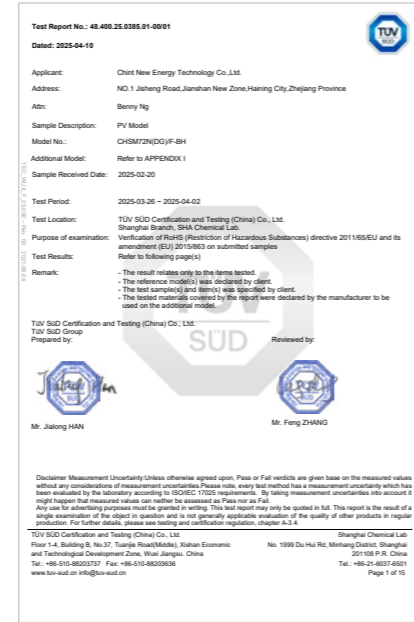 Test Report No.: 48.400.25.0385.01-00/01
TÜV
SÜD
Dated: 2025-04-10
Applicant: Chint New Energy Technology Co.,Ltd.
Address: NO.1 Jisheng Road,Jianshan New Zone,Haining City,Zhejiang Province
Attn: Benny Ng
Sample Description: PV Model
Model No.: CHSM72N(DG)/F-BH
Additional Model: Refer to APPENDIX I
Sample Received Date: 2025-02-20
Test Period: 2025-03-26 ~ 2025-04-02
Test Location: TÜV SÜD Certification and Testing (China) Co., Ltd.
Shanghai Branch, SHA Chemical Lab.
Purpose of examination: Verification of RoHS (Restriction of Hazardous Substances) directive 2011/65/EU and its
amendment (EU) 2015/863 on submitted samples
Test Results: Refer to following page(s)
Remark: - The result relates only to the items tested.
- The reference model(s) was declared by client.
- The test sample(s) and item(s) was specified by client.
- The tested materials covered by the report were declared by the manufacturer to be
used on the additional model.
TÜV SÜD Certification and Testing (China) Co., Ltd.
TÜV SÜD Group
Prepared by: Reviewed by:
SÜD
Mr. Jialong HAN Mr. Feng ZHANG
Disclaimer Measurement Uncertainty:Unless otherwise agreed upon, Pass or Fail verdicts are given base on the measured values
without any considerations of measurement uncertainties.Please note, every test method has a measurement uncertainty which has
been evaluated by the laboratory according to ISO/IEC 17025 requirements. By taking measurement uncertainties into account it
might happen that measured values can neither be assessed as Pass nor as Fail.
Any use for advertising purposes must be granted in writing. This test report may only be quoted in full. This report is the result of a
single examination of the object in question and is not generally applicable evaluation of the quality of other products in regular
production. For further details, please see testing and certification regulation, chapter A-3.4.
TÜV SÜD Certification and Testing (China) Co., Ltd. Shanghai Chemical Lab
Floor 1-4, Building B, No.37, Tuanjie Road(Middle), Xishan Economic No. 1999 Du Hui Rd, Minhang District, Shanghai
and Technological Development Zone, Wuxi Jiangsu. China 201108 P.R. China
Tel.: +86-510-88203737 Fax: +86-510-88203636 Tel.: +86-21-6037-6501
www.tuv-sud.cn info@tuv-sud.cn Page 1 of 15